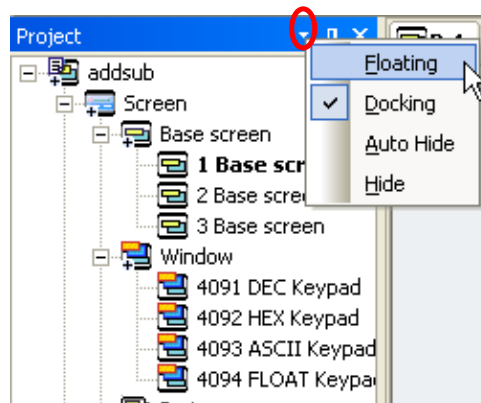 Project
Floating
addsub
Docking
Screen
Auto Hide
Base screen
Hide
1 Base scr
2 Base scre
3 Base screen
Window
4091 DEC Keypad
4092 HEX Keypad
4093 ASCII Keypad
4094 FLOAT Keypa